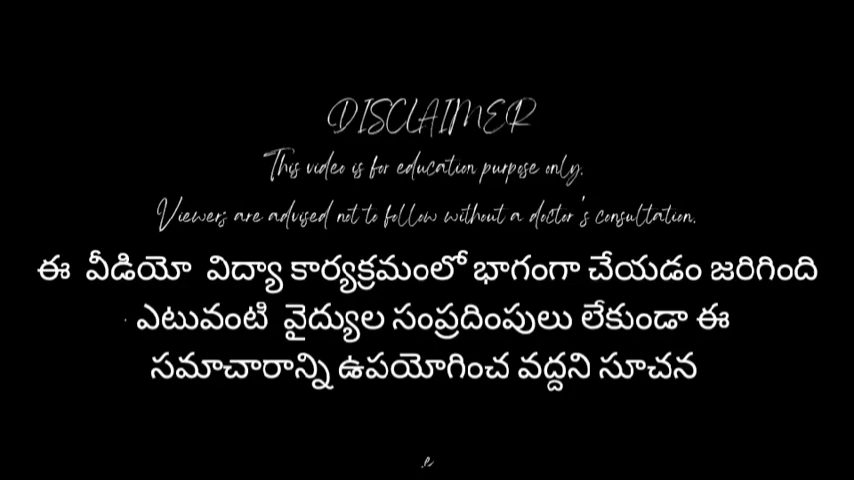 DISCLAIMER
This video is for education purpose only.
Viewers are advised not to follow without a doctor's consultation.
ఈ వీడియో విద్యా కార్యక్రమంలో భాగంగా చేయడం జరిగింది
ఎటువంటి వైద్యుల సంప్రదింపులు లేకుండా ఈ
సమాచారాన్ని ఉపయోగించ వద్దని సూచన
.e